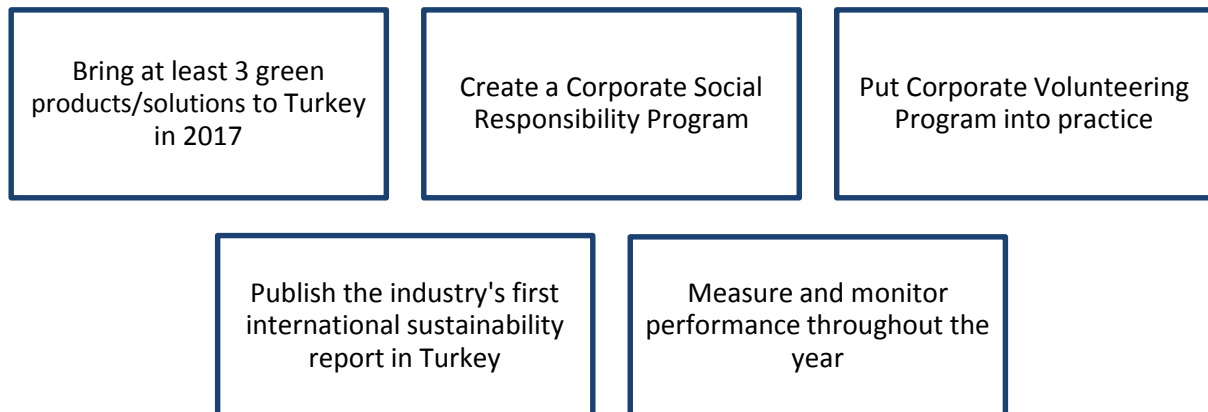 Bring at least 3 green
products/solutions to Turkey
in 2017
Create a Corporate Social
Responsibility Program
Put Corporate Volunteering
Program into practice
Publish the industry's first
international sustainability
report in Turkey
Measure and monitor
performance throughout the
year